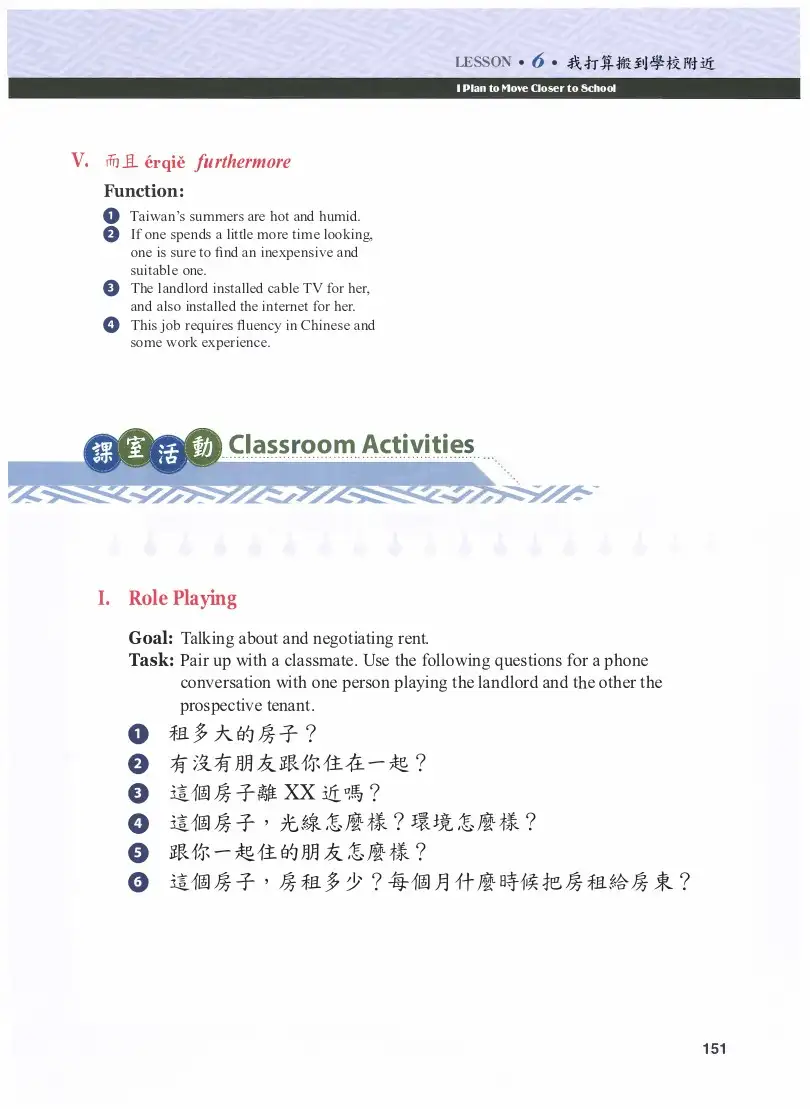 LESSON • 6 • 我打算搬到學校附近
I Plan to Move Closer to School
V. 而且 érqiě furthermore
Function:
1 Taiwan's summers are hot and humid.
2 If one spends a little more time looking,
one is sure to find an inexpensive and
suitable one.
3 The landlord installed cable TV for her,
and also installed the internet for her.
4 This job requires fluency in Chinese and
some work experience.
課室活動 Classroom Activities
I. Role Playing
Goal: Talking about and negotiating rent.
Task: Pair up with a classmate. Use the following questions for a phone
conversation with one person playing the landlord and the other the
prospective tenant.
1 租多大的房子？
2 有沒有朋友跟你住在一起？
3 這個房子離 XX 近嗎？
4 這個房子，光線怎麼樣？環境怎麼樣？
5 跟你一起住的朋友怎麼樣？
6 這個房子，房租多少？每個月什麼時候把房租給房東？
151